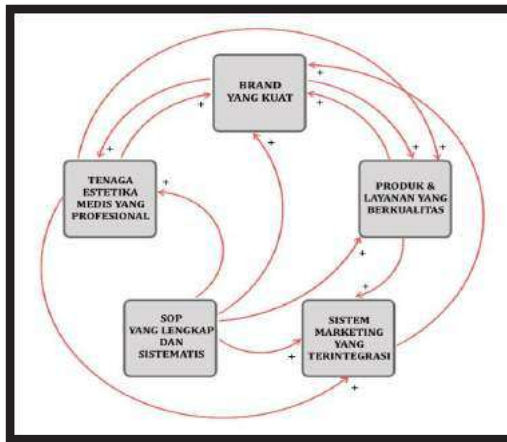 BRAND
YANG KUAT
+
+
+
+
+
+
TENAGA
ESTETIKA
MEDIS YANG
PROFESIONAL
+
PRODUK &
LAYANAN YANG
BERKUALITAS
+
+
SOP
YANG LENGKAP
DAN
SISTEMATIS
+
SISTEM
MARKETING
YANG
TERINTEGRASI
+